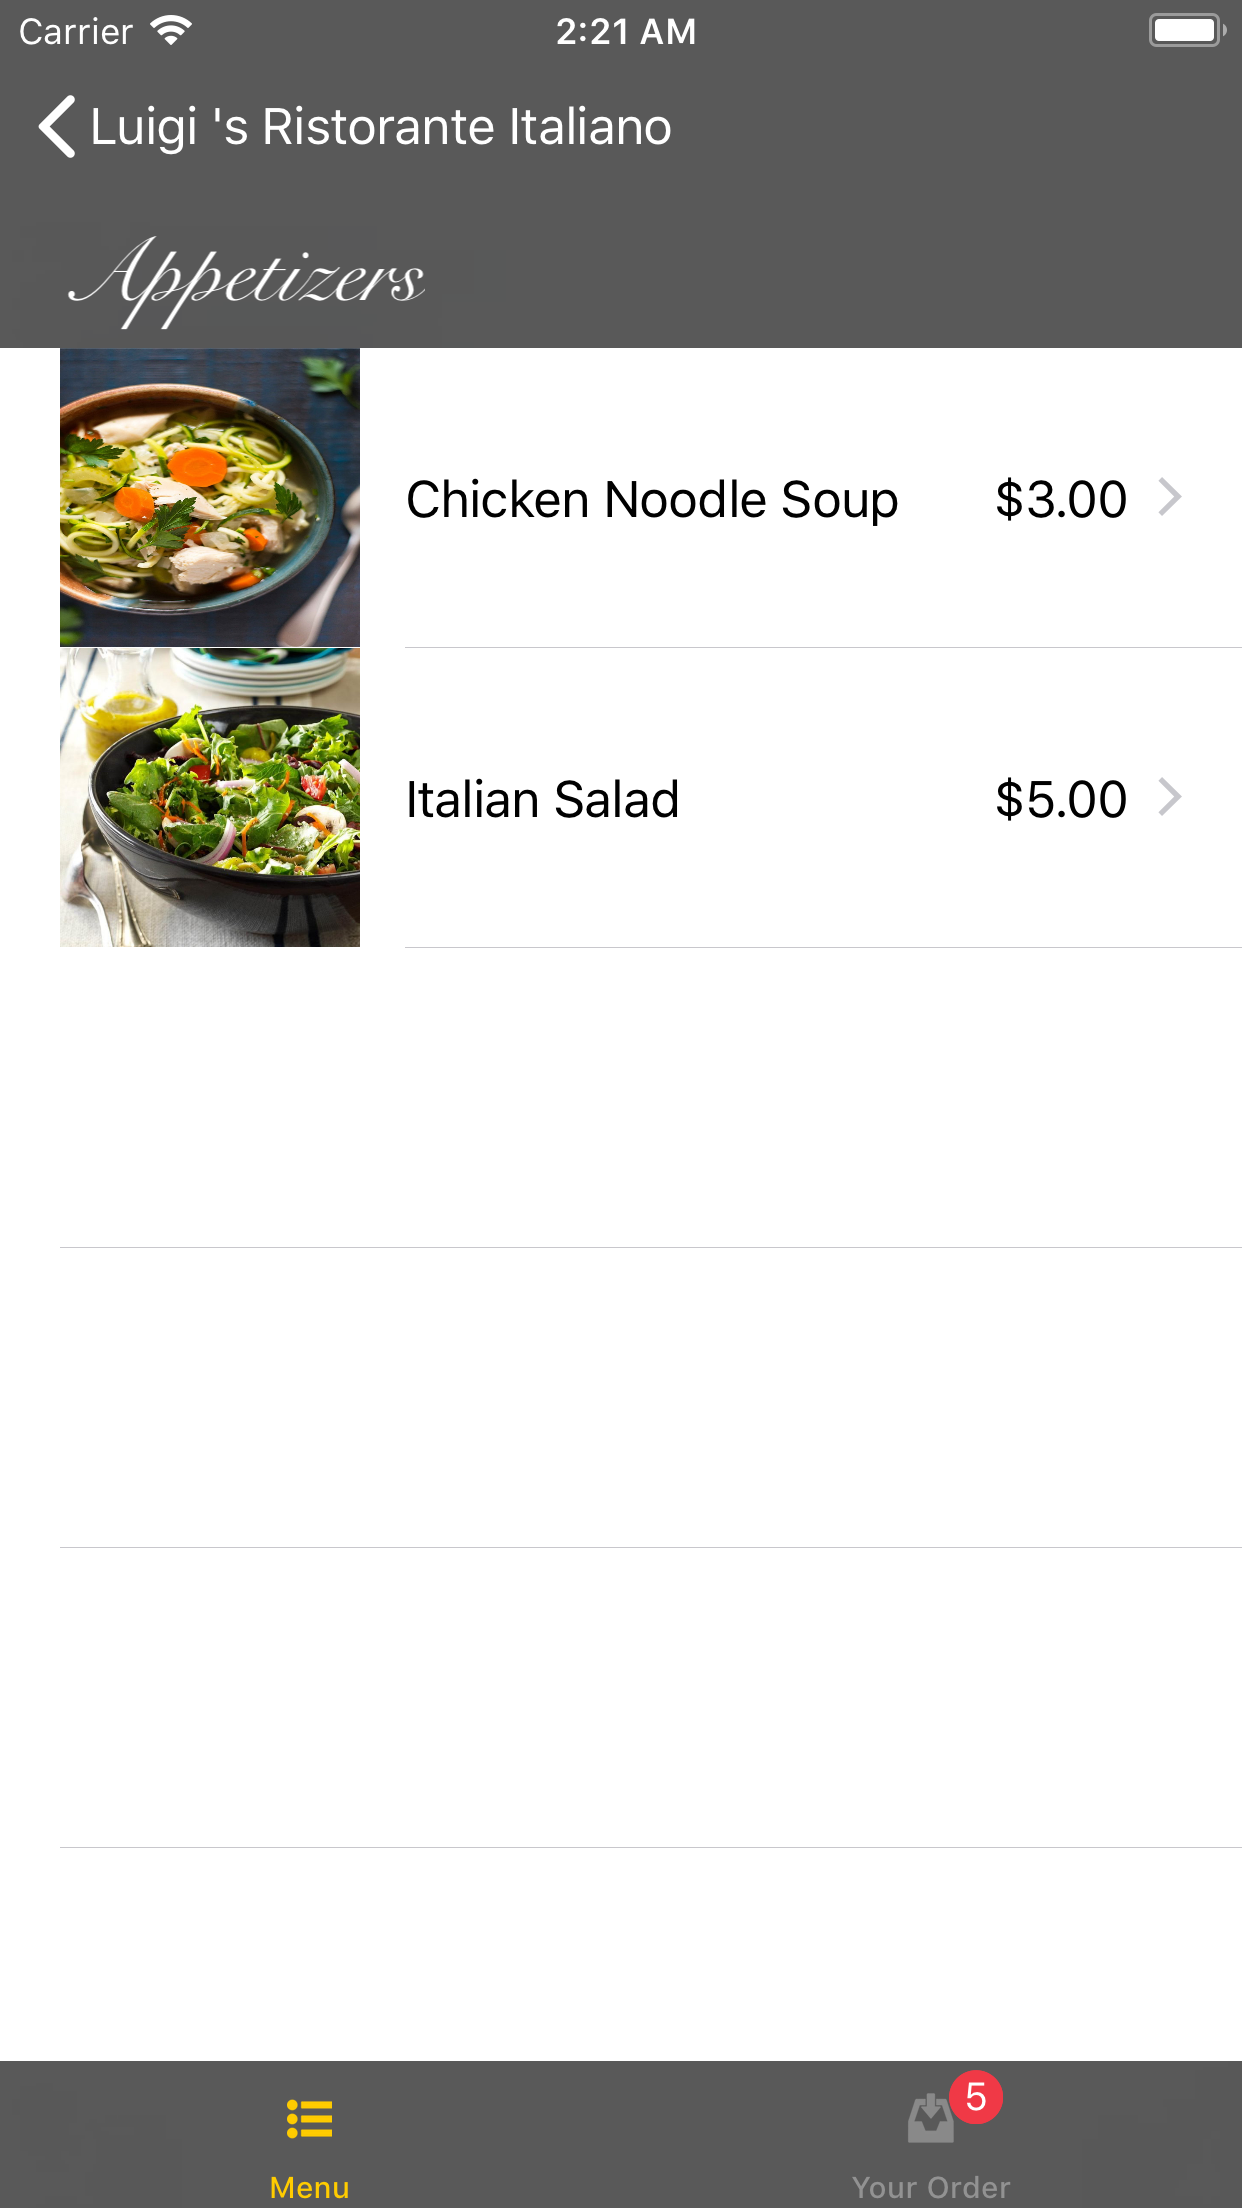 Carrier 2:21 AM
Luigi 's Ristorante Italiano
Appetizers
Chicken Noodle Soup $3.00
Italian Salad $5.00
5
Menu Your Order